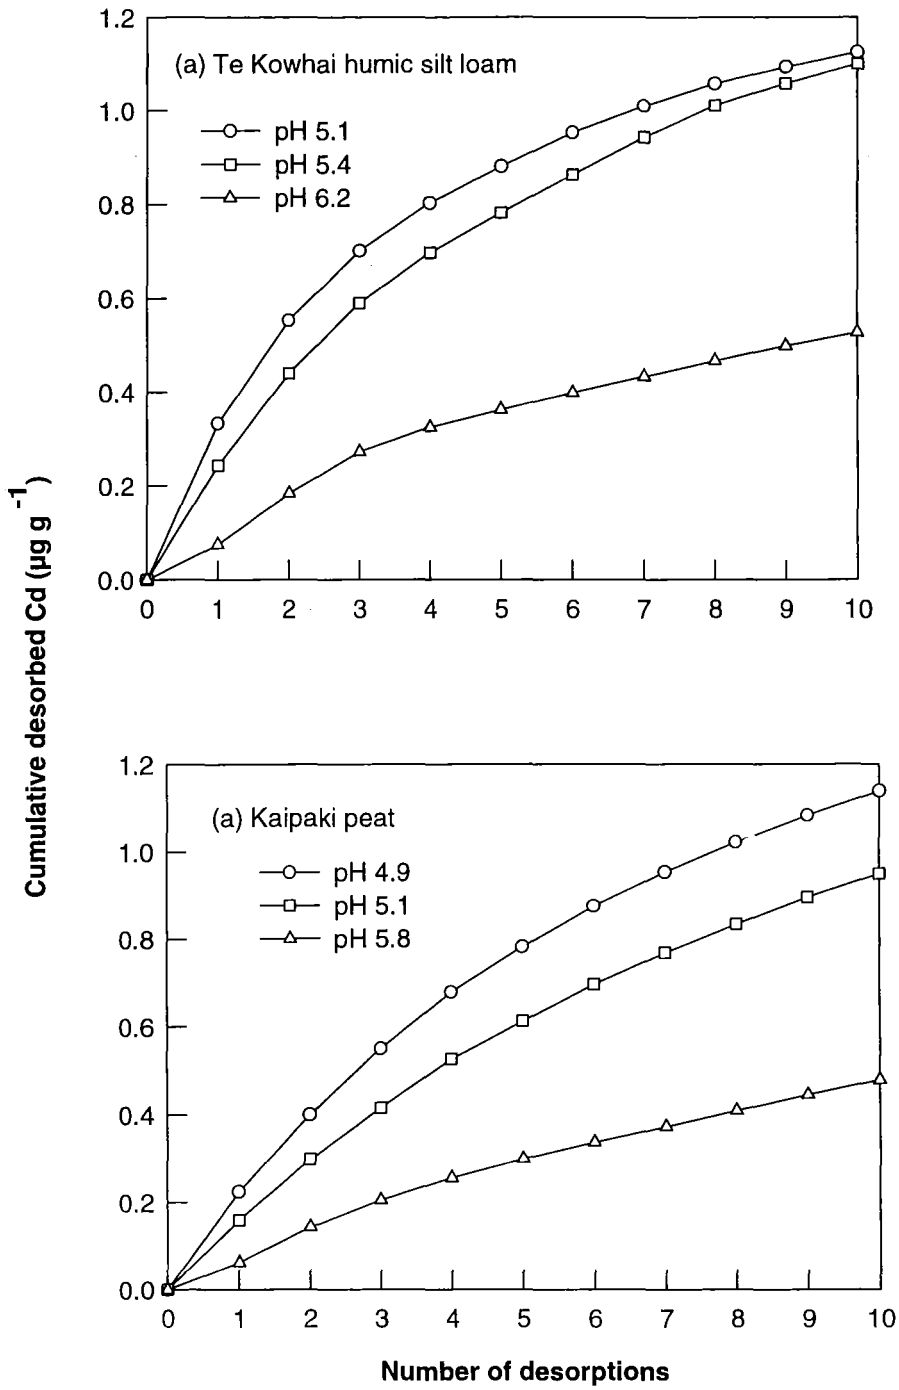 Cumulative desorbed Cd (µg g -1)
1.2
1.0
0.8
0.6
0.4
0.2
0.0
(a) Te Kowhai humic silt loam
pH 5.1
pH 5.4
pH 6.2
0 1 2 3 4 5 6 7 8 9 10
1.2
1.0
0.8
0.6
0.4
0.2
0.0
(a) Kaipaki peat
pH 4.9
pH 5.1
pH 5.8
0 1 2 3 4 5 6 7 8 9 10
Number of desorptions